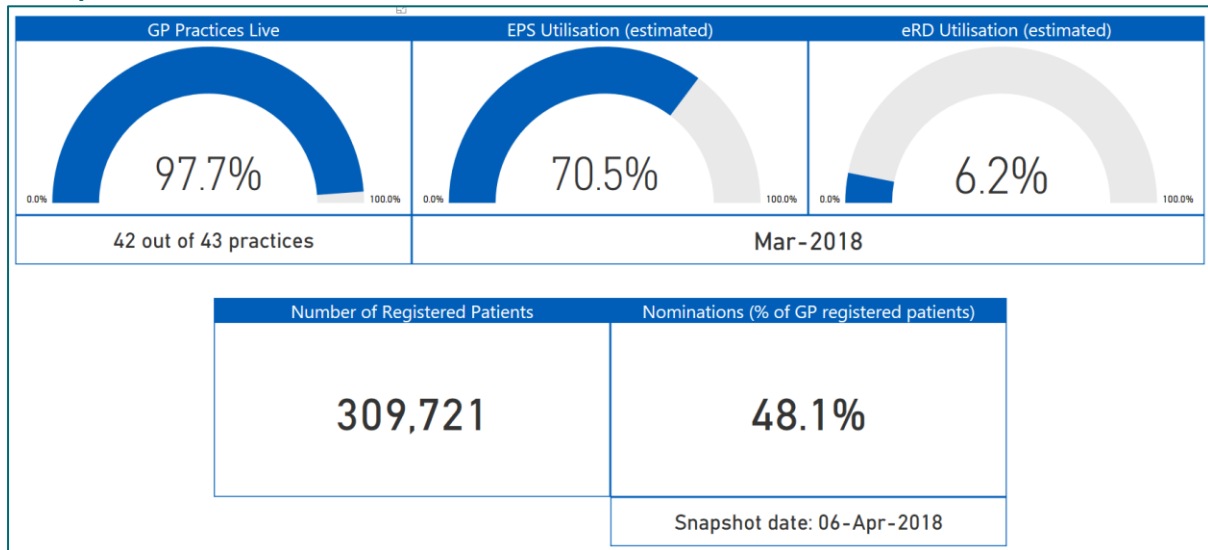 GP Practices Live
EPS Utilisation (estimated)
eRD Utilisation (estimated)
97.7%
0.0%
100.0%
70.5%
0.0%
100.0%
6.2%
0.0%
100.0%
42 out of 43 practices
Mar-2018
Number of Registered Patients
Nominations (% of GP registered patients)
309,721
48.1%
Snapshot date: 06-Apr-2018